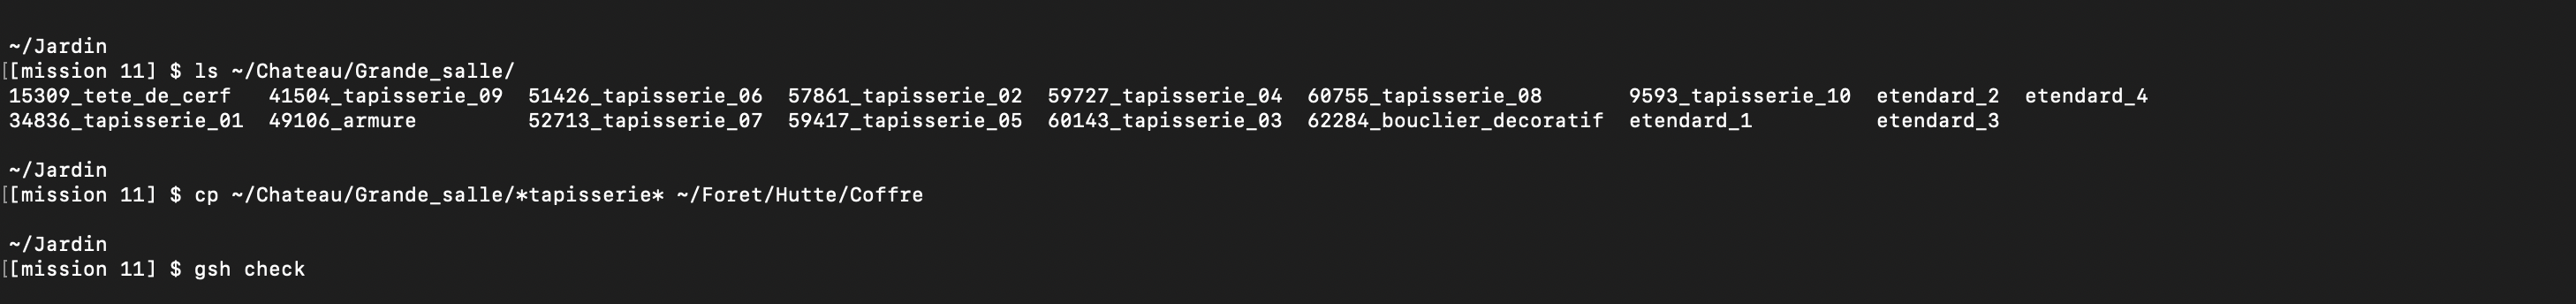 ~/Jardin
[[mission 11] $ ls ~/Chateau/Grande_salle/
15309_tete_de_cerf   41504_tapisserie_09  51426_tapisserie_06  57861_tapisserie_02  59727_tapisserie_04  60755_tapisserie_08       9593_tapisserie_10  etendard_2  etendard_4
34836_tapisserie_01  49106_armure         52713_tapisserie_07  59417_tapisserie_05  60143_tapisserie_03  62284_bouclier_decoratif  etendard_1          etendard_3
~/Jardin
[[mission 11] $ cp ~/Chateau/Grande_salle/*tapisserie* ~/Foret/Hutte/Coffre
~/Jardin
[[mission 11] $ gsh check